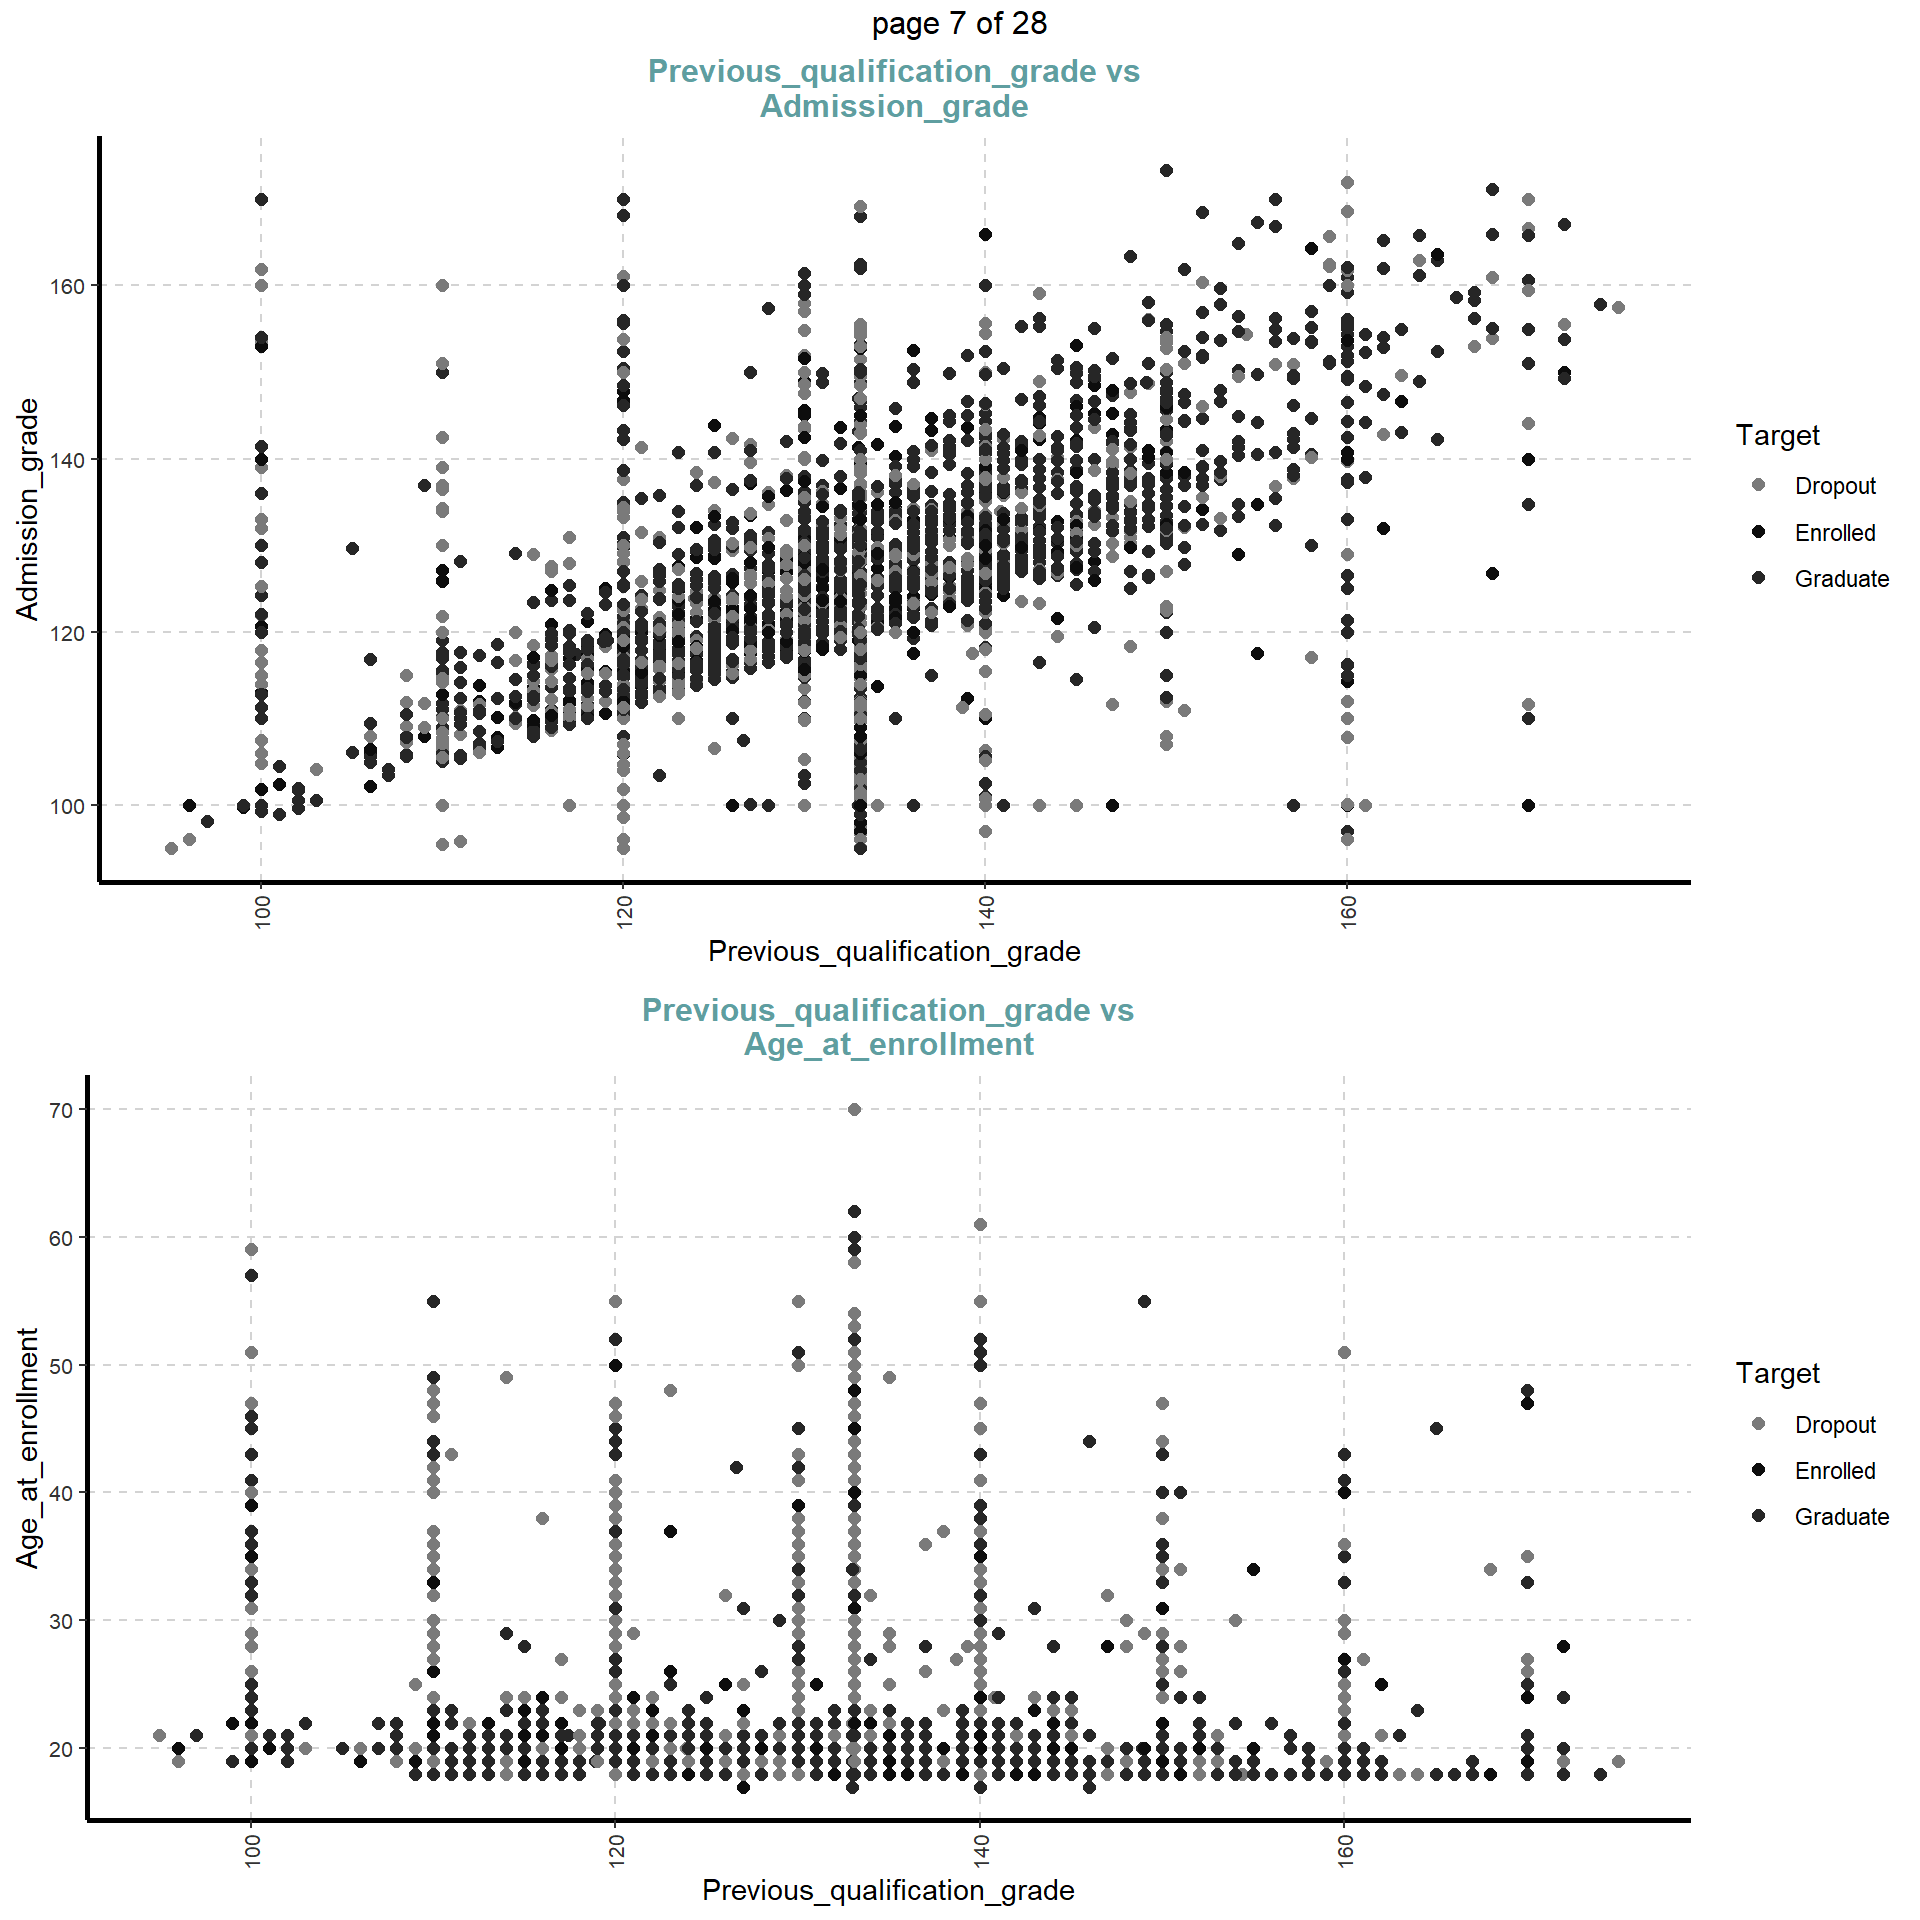 page 7 of 28
Previous_qualification_grade vs
Admission_grade
Admission_grade
160
140
120
100
100
120
140
160
Previous_qualification_grade
Target
Dropout
Enrolled
Graduate
Previous_qualification_grade vs
Age_at_enrollment
Age_at_enrollment
70
60
50
40
30
20
100
120
140
160
Previous_qualification_grade
Target
Dropout
Enrolled
Graduate